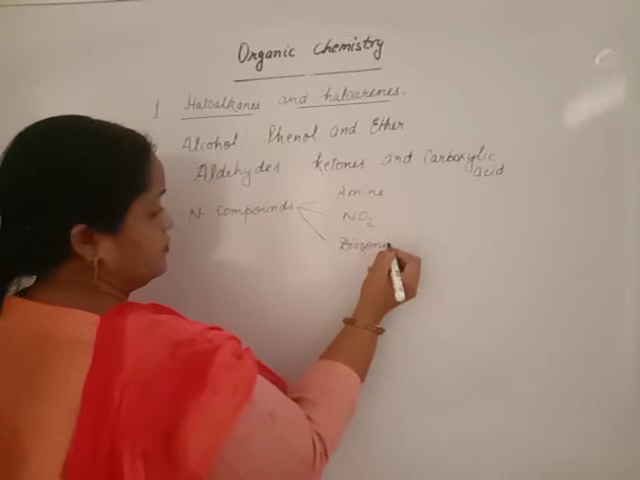 Organic Chemistry
1 Haloalkanes and haloarenes.
Alcohol Phenol and Ether
Aldehydes Ketones and Carboxylic acid
N Compounds
Amine
NO2